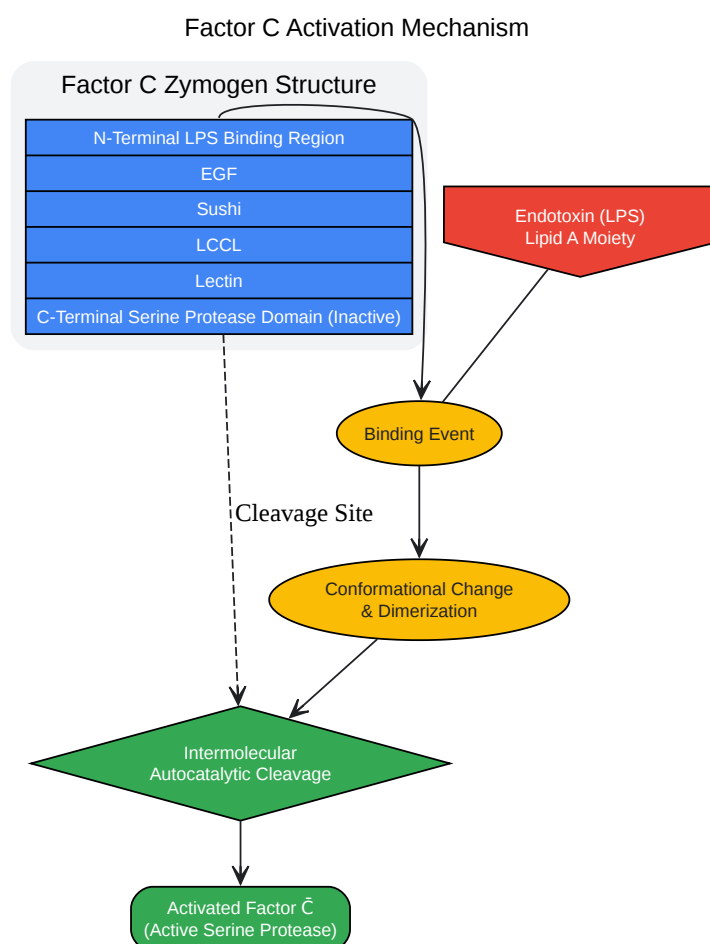 Factor C Activation Mechanism
Factor C Zymogen Structure
N-Terminal LPS Binding Region
EGF
Sushi
LCCL
Lectin
C-Terminal Serine Protease Domain (Inactive)
Endotoxin (LPS)
Lipid A Moiety
Binding Event
Cleavage Site
Conformational Change
& Dimerization
Intermolecular
Autocatalytic Cleavage
Activated Factor C̄
(Active Serine Protease)